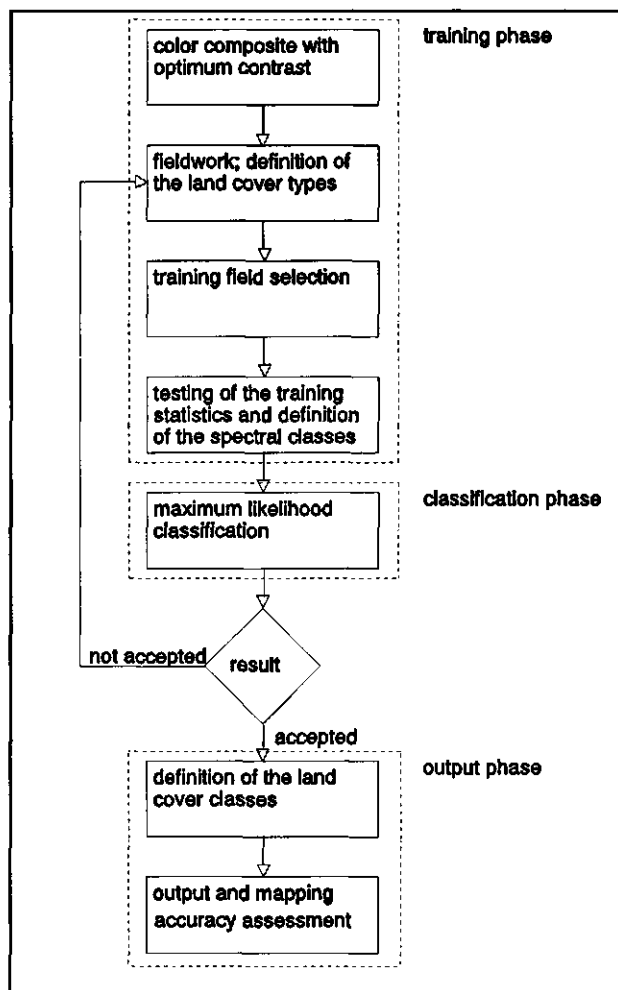 color composite with
optimum contrast
training phase
fieldwork; definition of
the land cover types
training field selection
testing of the training
statistics and definition
of the spectral classes
maximum likelihood
classification
classification phase
not accepted
result
accepted
definition of the land
cover classes
output phase
output and mapping
accuracy assessment